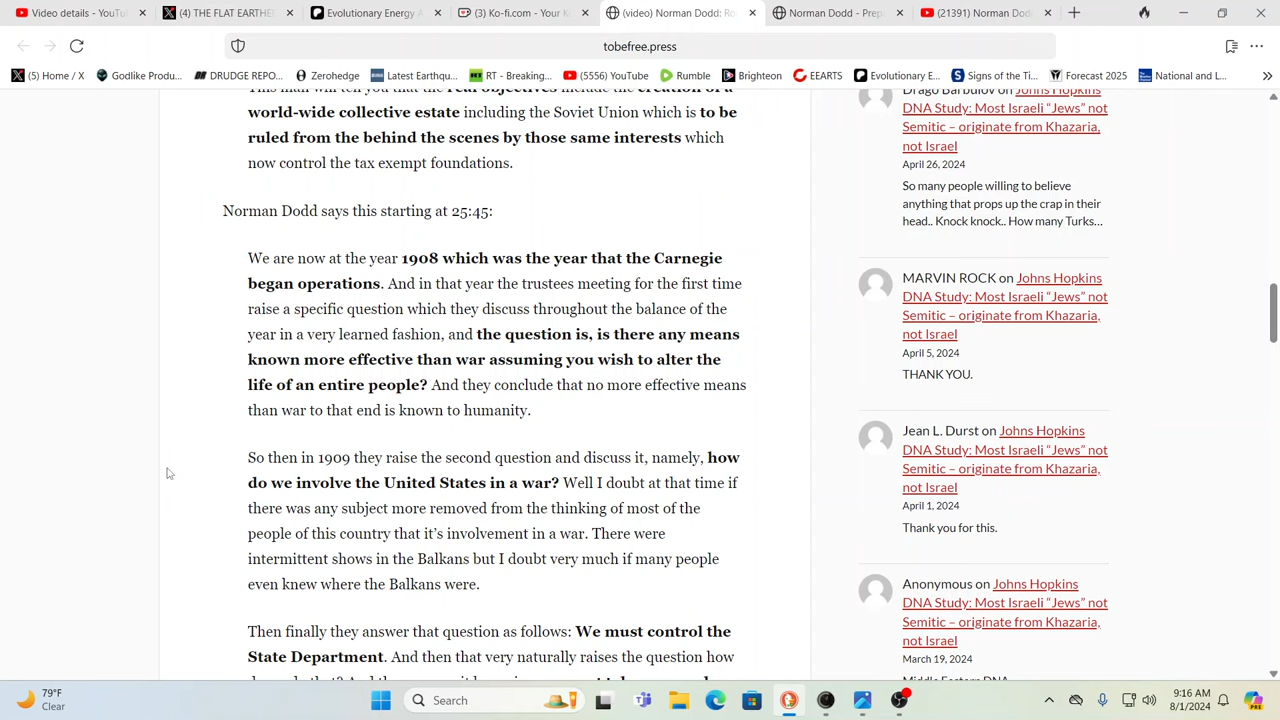 Video details - YouTu
(4) THE FLAT EARTHE
Evolutionary Energy A
(3) Ko-fi.com - Your K
(video) Norman Dodd: Ro
Norman Dodd - Prep
(21391) Norman Dod
tobefree.press
(5) Home / X
Godlike Produ...
DRUDGE REPO...
Zerohedge
Latest Earthqu...
RT - Breaking...
(5556) YouTube
Rumble
Brighteon
EEARTS
Evolutionary E...
Signs of the Ti...
Forecast 2025
National and L...
world-wide collective estate including the Soviet Union which is to be
ruled from the behind the scenes by those same interests which
now control the tax exempt foundations.
Norman Dodd says this starting at 25:45:
We are now at the year 1908 which was the year that the Carnegie
began operations. And in that year the trustees meeting for the first time
raise a specific question which they discuss throughout the balance of the
year in a very learned fashion, and the question is, is there any means
known more effective than war assuming you wish to alter the
life of an entire people? And they conclude that no more effective means
than war to that end is known to humanity.
So then in 1909 they raise the second question and discuss it, namely, how
do we involve the United States in a war? Well I doubt at that time if
there was any subject more removed from the thinking of most of the
people of this country that it's involvement in a war. There were
intermittent shows in the Balkans but I doubt very much if many people
even knew where the Balkans were.
Then finally they answer that question as follows: We must control the
State Department. And then that very naturally raises the question how
Drago Barbulov on Johns Hopkins
DNA Study: Most Israeli "Jews" not
Semitic – originate from Khazaria,
not Israel
April 26, 2024
So many people willing to believe
anything that props up the crap in their
head.. Knock knock.. How many Turks...
MARVIN ROCK on Johns Hopkins
DNA Study: Most Israeli "Jews" not
Semitic – originate from Khazaria,
not Israel
April 5, 2024
THANK YOU.
Jean L. Durst on Johns Hopkins
DNA Study: Most Israeli "Jews" not
Semitic – originate from Khazaria,
not Israel
April 1, 2024
Thank you for this.
Anonymous on Johns Hopkins
DNA Study: Most Israeli "Jews" not
Semitic – originate from Khazaria,
not Israel
March 19, 2024
79°F
Clear
Search
9:16 AM
8/1/2024